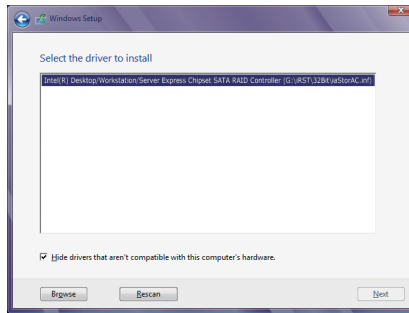 Windows Setup
Select the driver to install
Intel(R) Desktop/Workstation/Server Express Chipset SATA RAID Controller (G:\iRST\32Bit\iaStorAC.inf)
Hide drivers that aren't compatible with this computer's hardware.
Browse Rescan Next